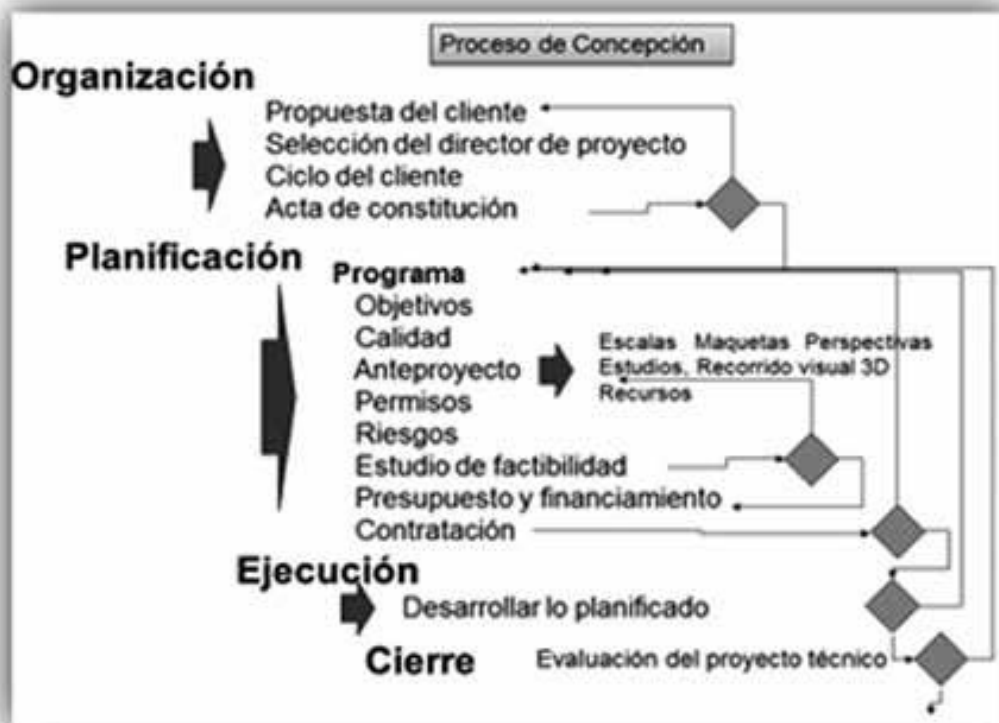 Proceso de Concepción
Organización
Propuesta del cliente
Selección del director de proyecto
Ciclo del cliente
Acta de constitución
Planificación
Programa
Objetivos
Calidad
Anteproyecto
Escalas Maquetas Perspectivas
Estudios, Recorrido visual 3D
Recursos
Permisos
Riesgos
Estudio de factibilidad
Presupuesto y financiamiento
Contratación
Ejecución
Desarrollar lo planificado
Cierre
Evaluación del proyecto técnico